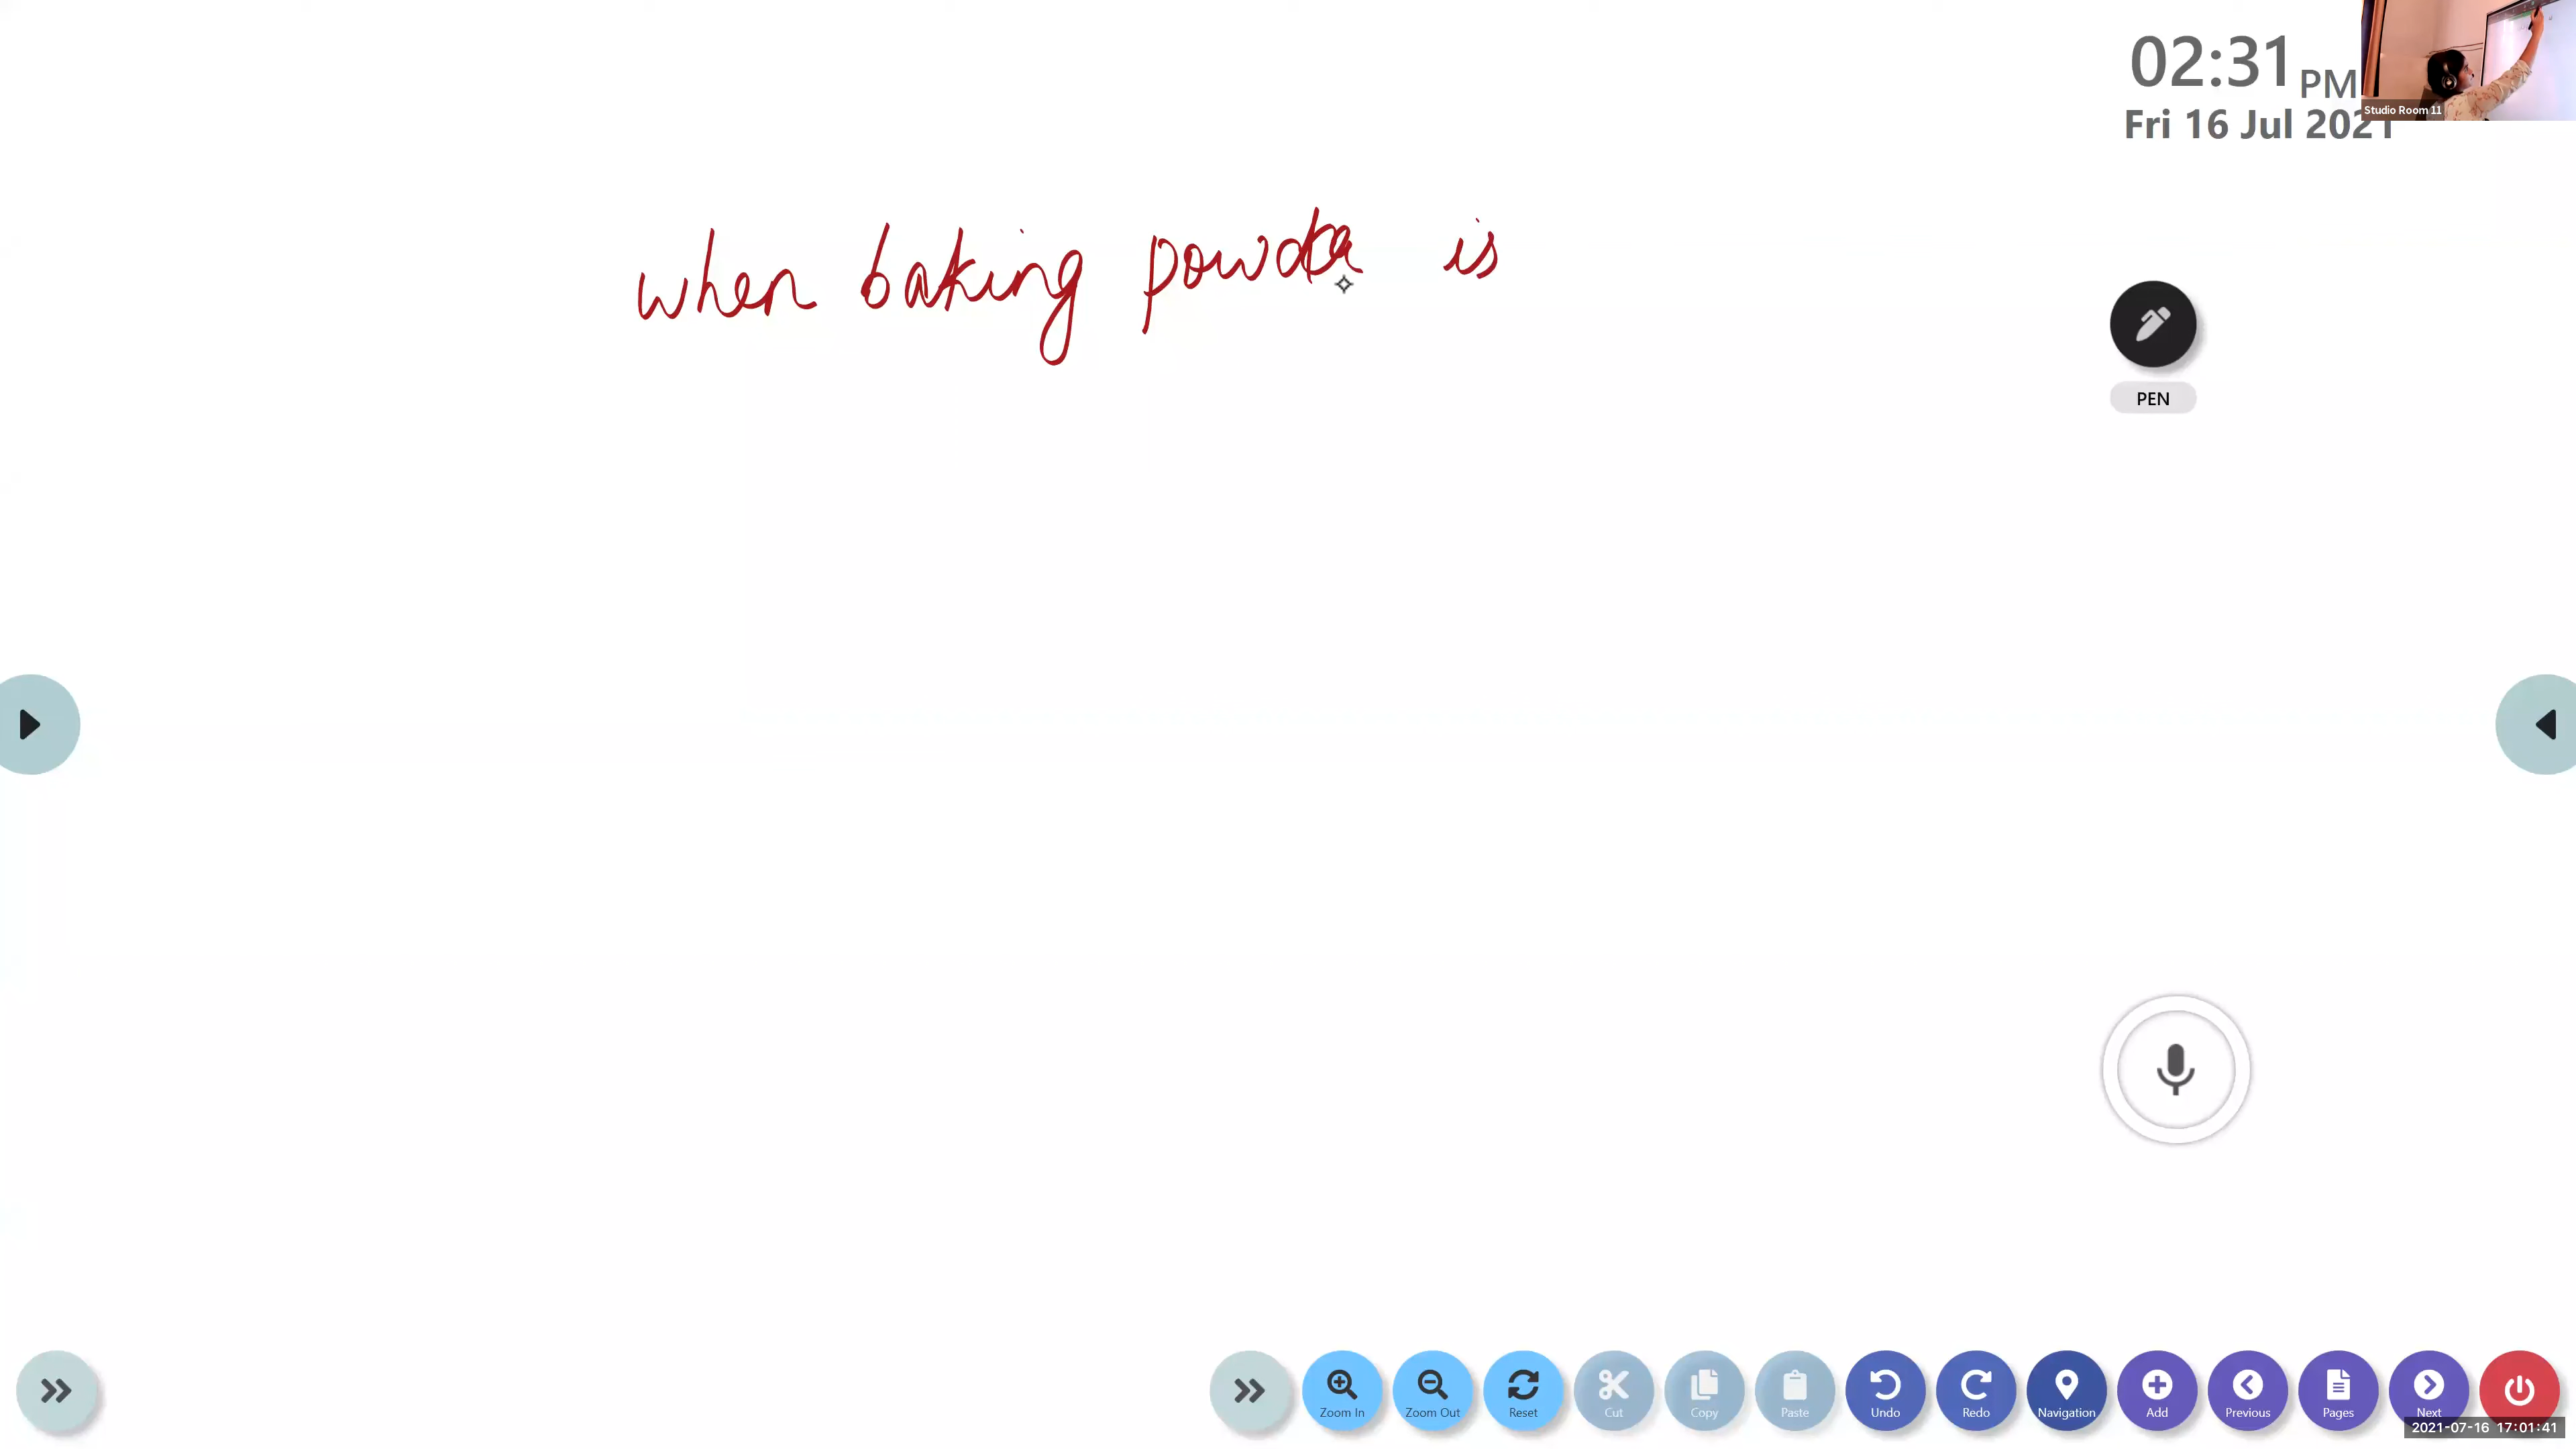 02:31 PM
Studio Room 11
Fri 16 Jul 2021
when baking powder is
PEN
Zoom In
Zoom Out
Reset
Cut
Copy
Paste
Undo
Redo
Navigation
Add
Previous
Pages
Next
2021-07-16 17:01:41